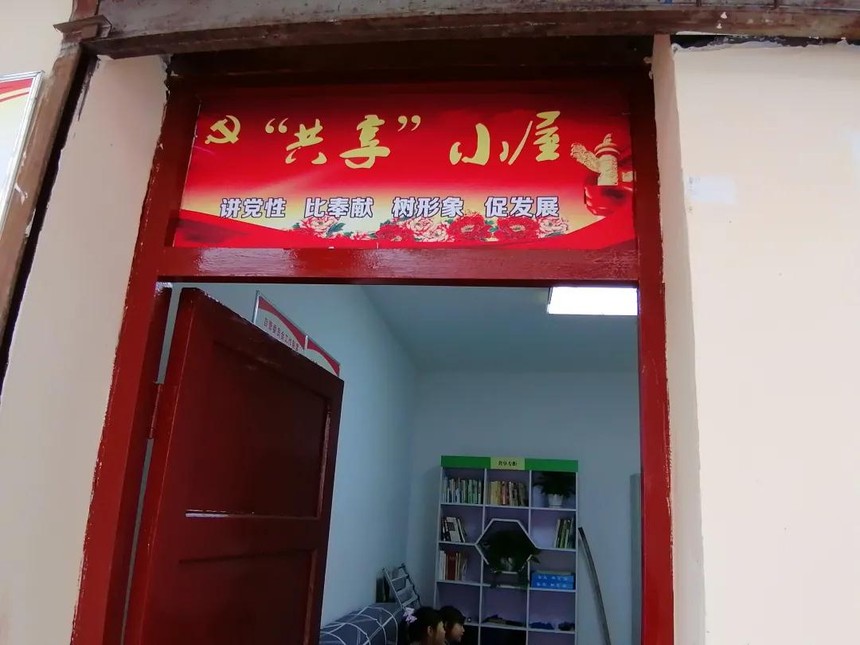 “共享”小屋
讲党性 比奉献 树形象 促发展